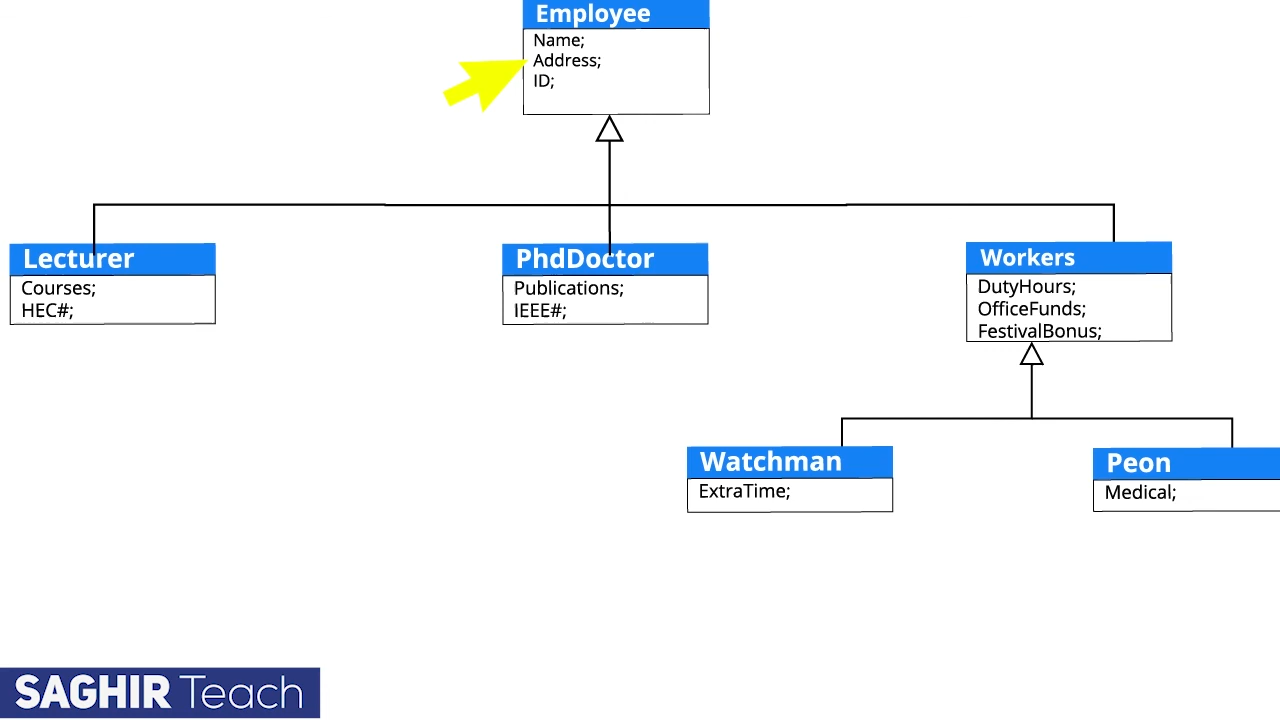 Employee
Name;
Address;
ID;
Lecturer
Courses;
HEC#;
PhdDoctor
Publications;
IEEE#;
Workers
DutyHours;
OfficeFunds;
FestivalBonus;
Watchman
ExtraTime;
Peon
Medical;
SAGHIR Teach